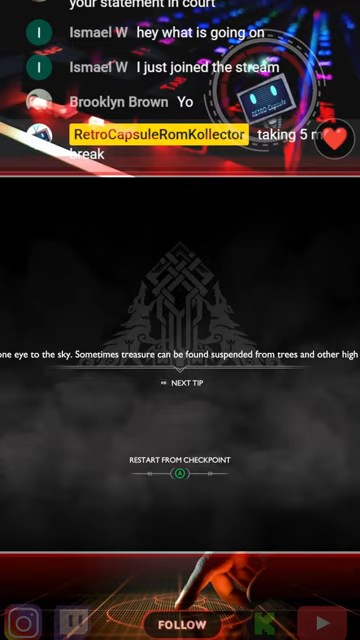 your statement in court
Ismael W hey what is going on
Ismael W I just joined the stream
Brooklyn Brown Yo
RetroCapsuleRomKollector taking 5 m
break
RETRO Capsule
one eye to the sky. Sometimes treasure can be found suspended from trees and other high
NEXT TIP
RESTART FROM CHECKPOINT
A
FOLLOW